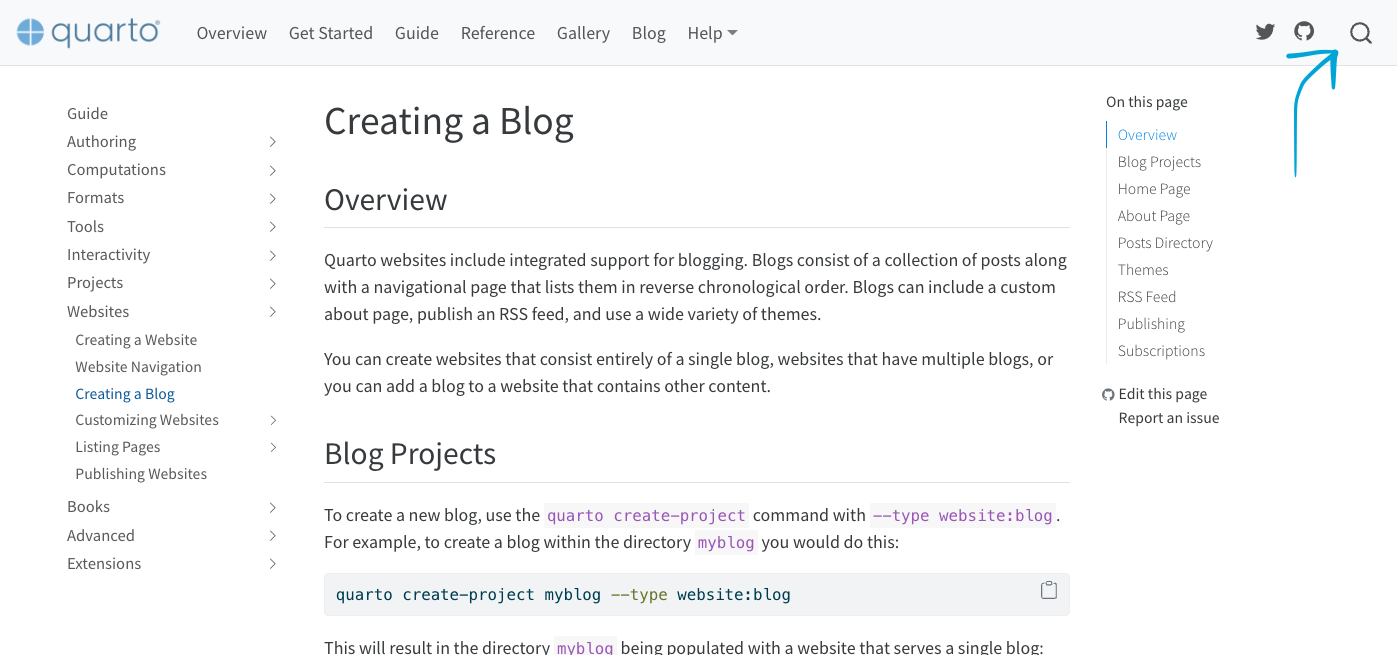 quarto
Overview Get Started Guide Reference Gallery Blog Help
Guide
Authoring
Computations
Formats
Tools
Interactivity
Projects
Websites
Creating a Website
Website Navigation
Creating a Blog
Customizing Websites
Listing Pages
Publishing Websites
Books
Advanced
Extensions
Creating a Blog
Overview
Quarto websites include integrated support for blogging. Blogs consist of a collection of posts along
with a navigational page that lists them in reverse chronological order. Blogs can include a custom
about page, publish an RSS feed, and use a wide variety of themes.
You can create websites that consist entirely of a single blog, websites that have multiple blogs, or
you can add a blog to a website that contains other content.
Blog Projects
To create a new blog, use the quarto create-project command with --type website:blog.
For example, to create a blog within the directory myblog you would do this:
quarto create-project myblog --type website:blog
This will result in the directory myblog being populated with a website that serves a single blog:
On this page
Overview
Blog Projects
Home Page
About Page
Posts Directory
Themes
RSS Feed
Publishing
Subscriptions
Edit this page
Report an issue